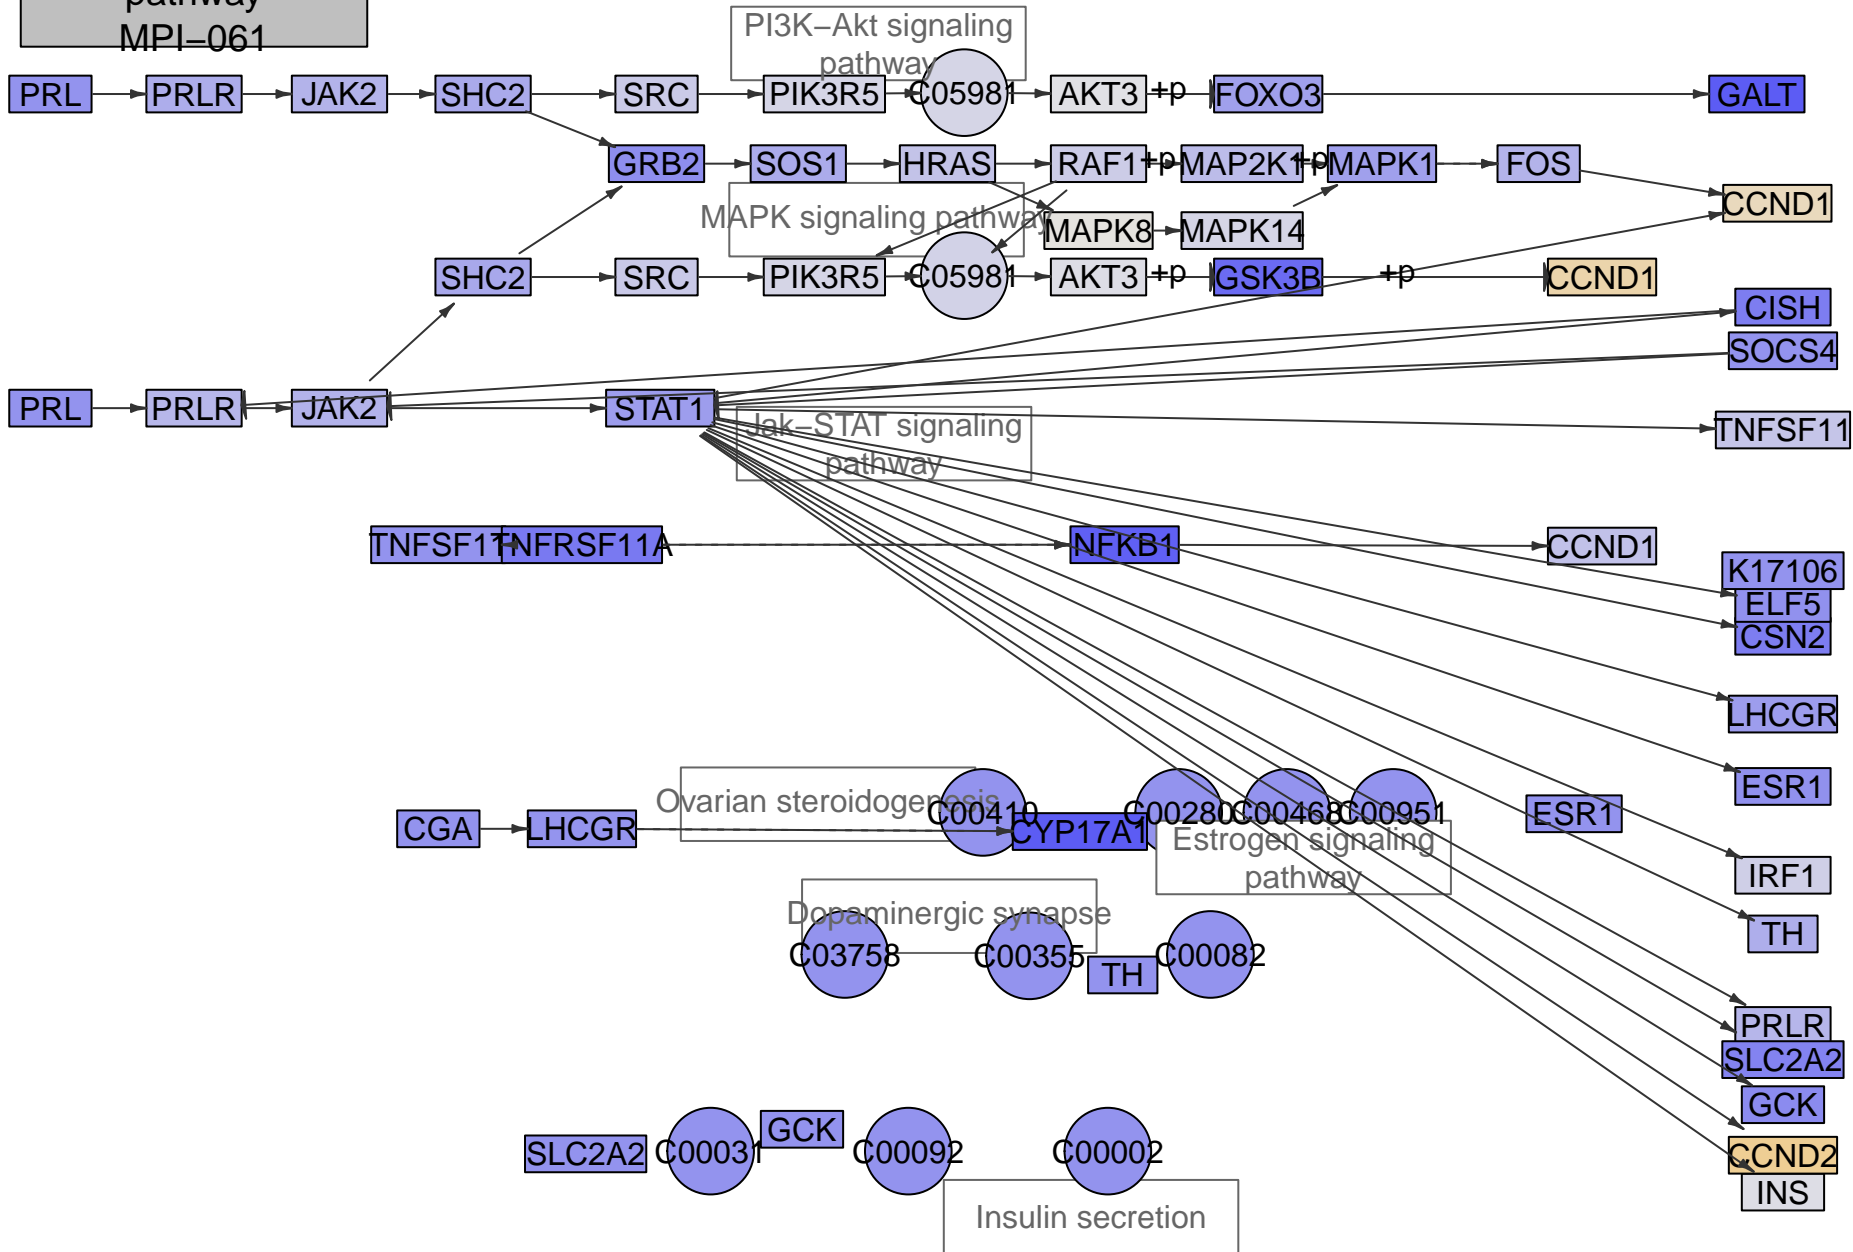 pathway
MPI–061
PI3K–Akt signaling
pathway
PRL
PRLR
JAK2
SHC2
SRC
PIK3R5
C05981
AKT3
+p
FOXO3
GALT
GRB2
SOS1
HRAS
RAF1
+p
MAP2K1
+p
MAPK1
FOS
CCND1
MAPK signaling pathway
MAPK8
MAPK14
SHC2
SRC
PIK3R5
C05981
AKT3
+p
GSK3B
+p
CCND1
CISH
SOCS4
PRL
PRLR
JAK2
STAT1
Jak–STAT signaling
pathway
TNFSF11
TNFSF11
TNFRSF11A
NFKB1
CCND1
K17106
ELF5
CSN2
LHCGR
ESR1
Ovarian steroidogenesis
C00410
C00280
C00468
C00951
ESR1
CGA
LHCGR
CYP17A1
Estrogen signaling
pathway
IRF1
Dopaminergic synapse
TH
C03758
C00355
TH
C00082
PRLR
SLC2A2
GCK
SLC2A2
C00031
GCK
C00092
C00002
CCND2
INS
Insulin secretion